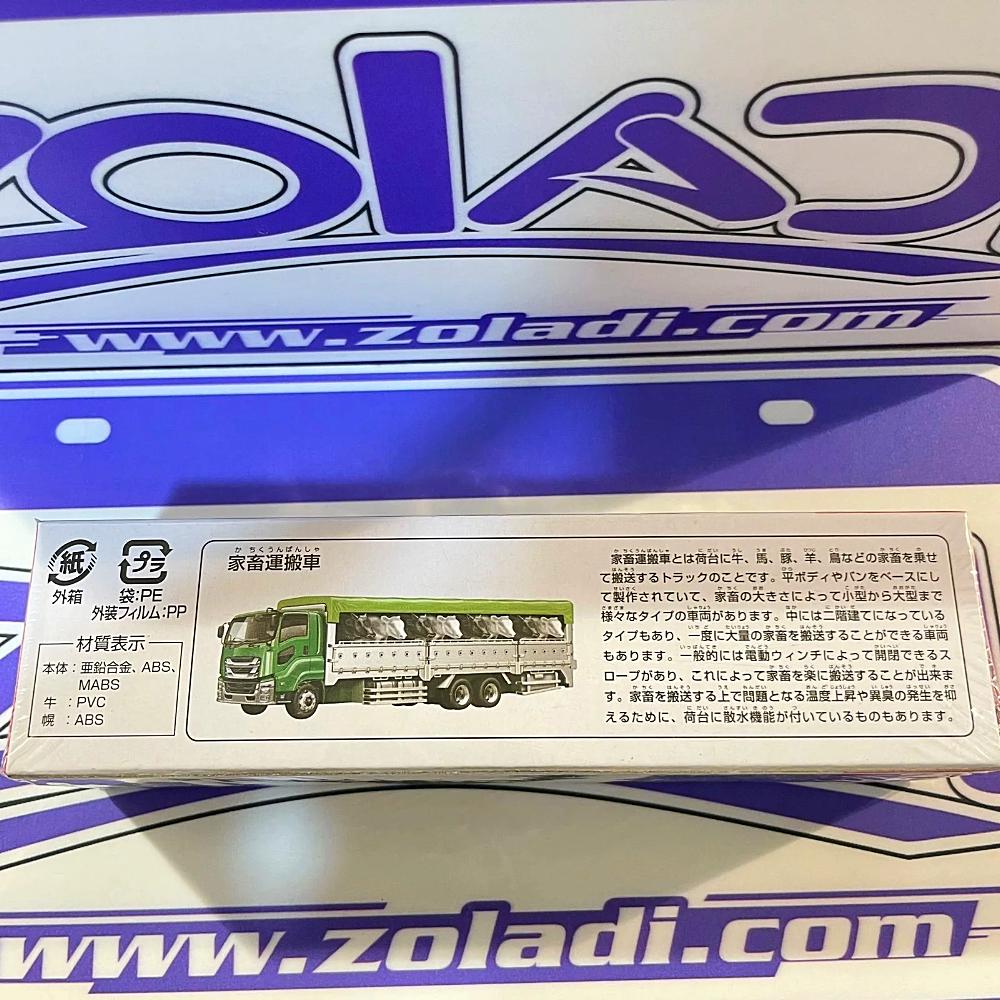 ZOLAD
www.zoladi.com
紙
プラ
外箱
袋:PE
外装フィルム:PP
材質表示
本体:亜鉛合金、ABS、
MABS
牛:PVC
幌:ABS
かちくうんぱんしゃ
家畜運搬車
家畜運搬車とは荷台に牛、馬、豚、羊、鳥などの家畜を乗せ
て搬送するトラックのことです。平ボディやバンをベースにし
て製作されていて、家畜の大きさによって小型から大型まで
様々なタイプの車両があります。中には二階建てになっている
タイプもあり、一度に大量の家畜を搬送することができる車両
もあります。一般的には電動ウィンチによって開閉できるス
ロープがあり、これによって家畜を楽に搬送することが出来ま
す。家畜を搬送する上で問題となる温度上昇や異臭の発生を抑
えるために、荷台に散水機能が付いているものもあります。
www.zoladi.com